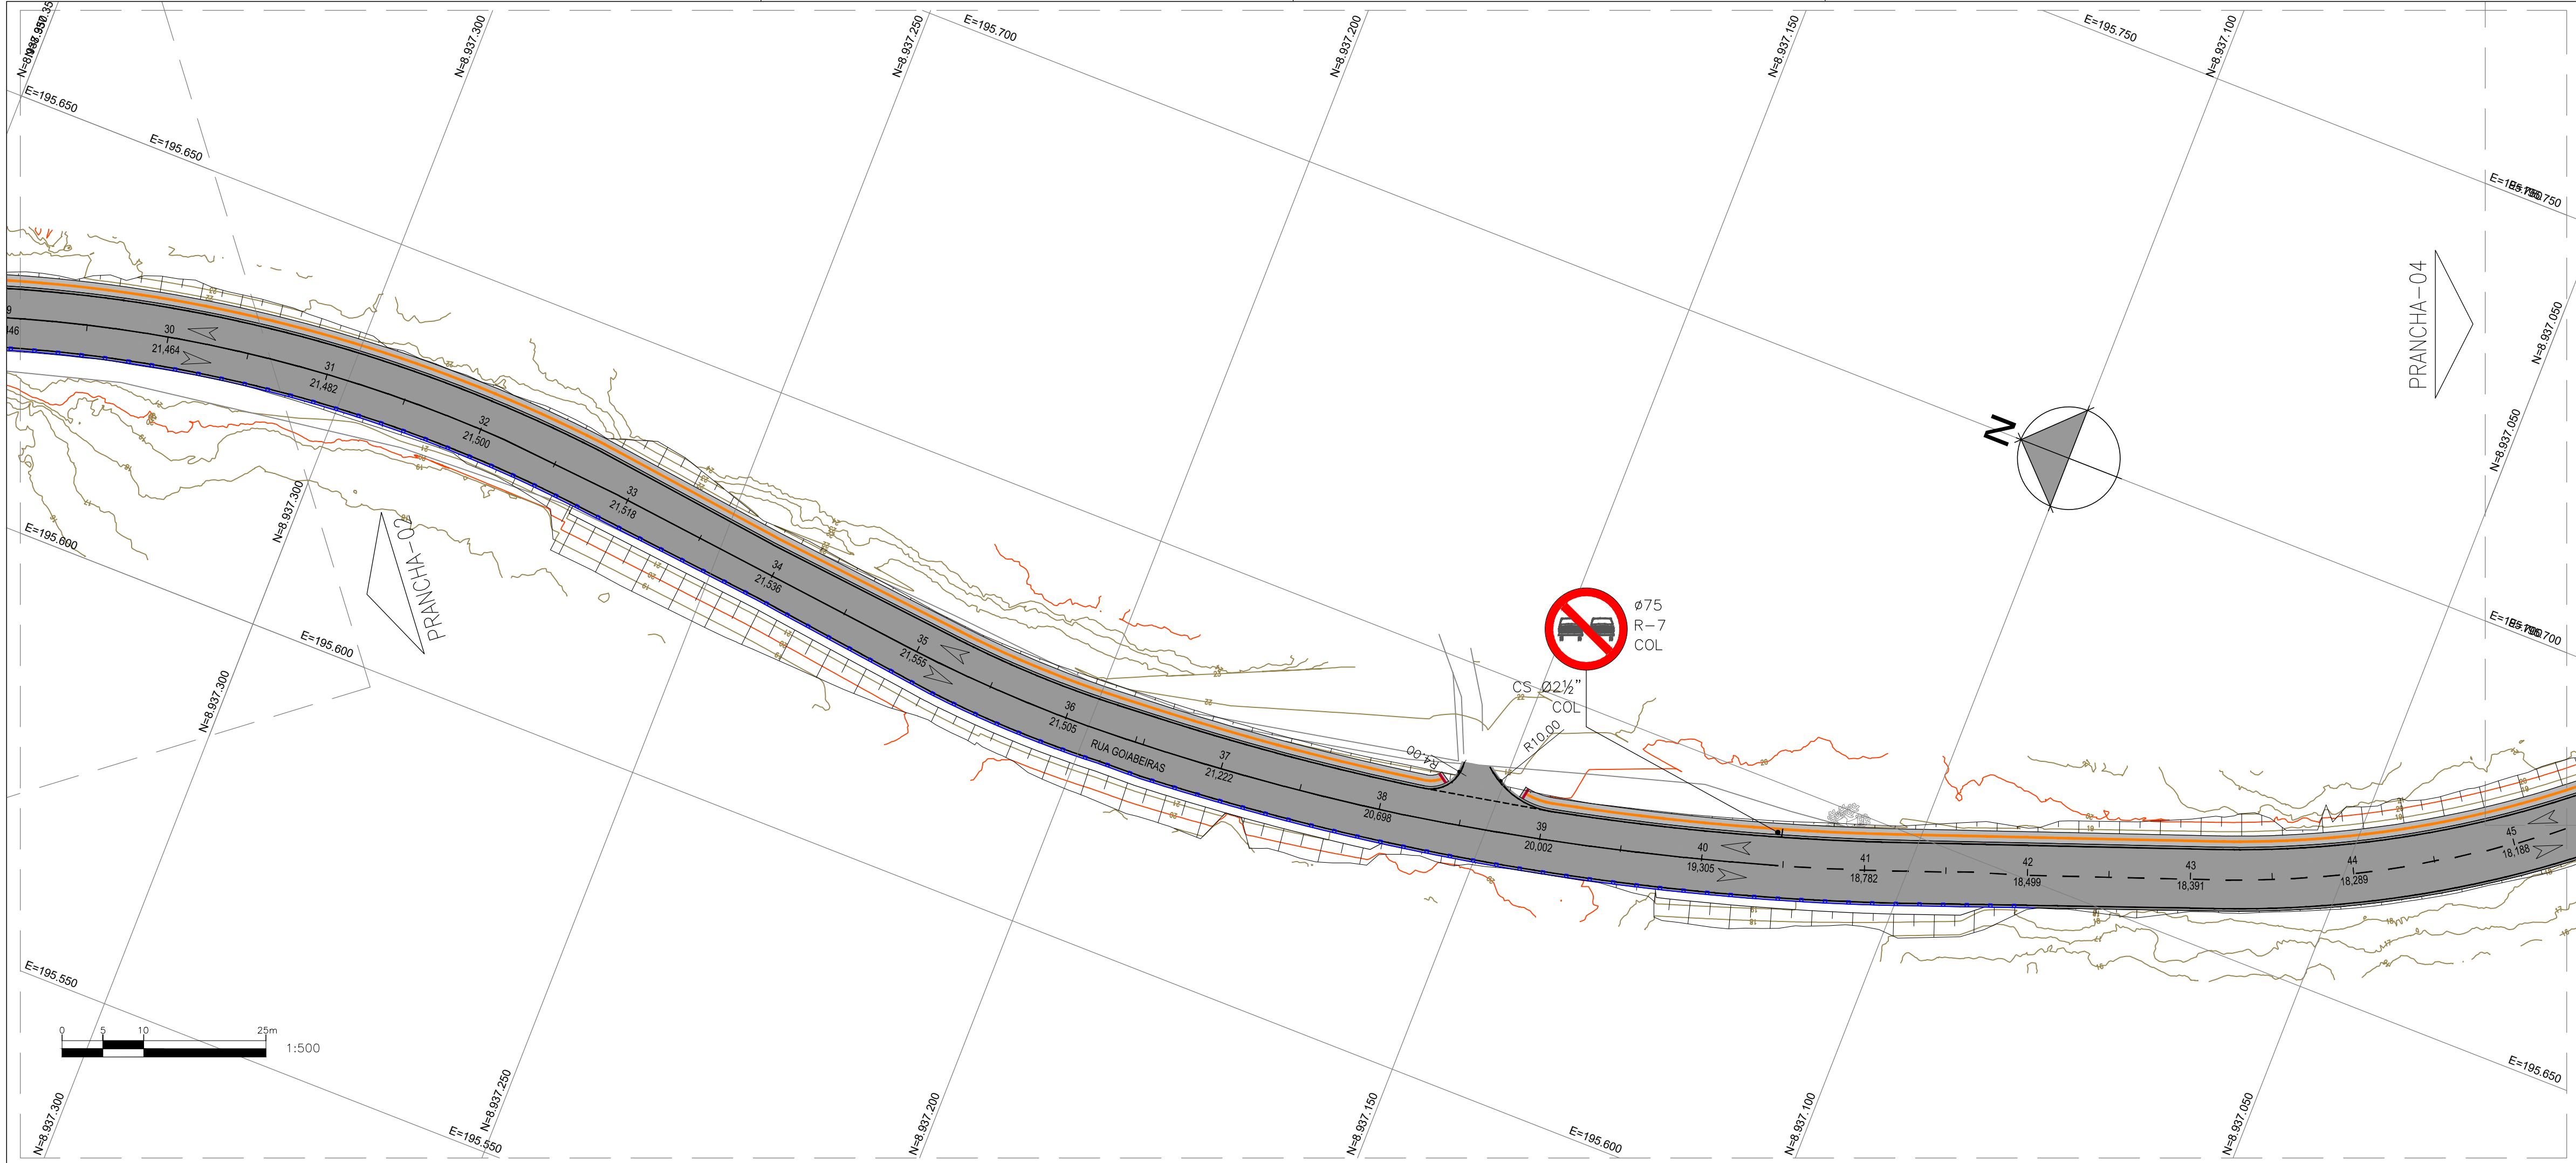 N=8.937.300
N=8.937.250
E=195.700
N=8.937.200
N=8.937.150
E=195.750
N=8.937.100
E=195.650
E=195.650
E=195.750
PRANCHA-04
N=8.937.050
N=8.937.050
N
30
21,464
31
21,482
32
21,500
33
21,518
34
21,536
35
21,555
36
21,505
RUA GOIABEIRAS
37
21,222
38
20,698
39
20,002
40
19,305
41
18,782
42
18,499
43
18,391
44
18,289
45
18,188
N=8.937.300
E=195.600
PRANCHA-02
E=195.600
N=8.937.300
ø75
R-7
COL
CS Ø2½"
COL
R4.00
R10.00
E=195.700
E=195.550
0 5 10 25m
1:500
N=8.937.300
N=8.937.250
E=195.550
N=8.937.200
N=8.937.150
E=195.600
N=8.937.100
N=8.937.050
E=195.650